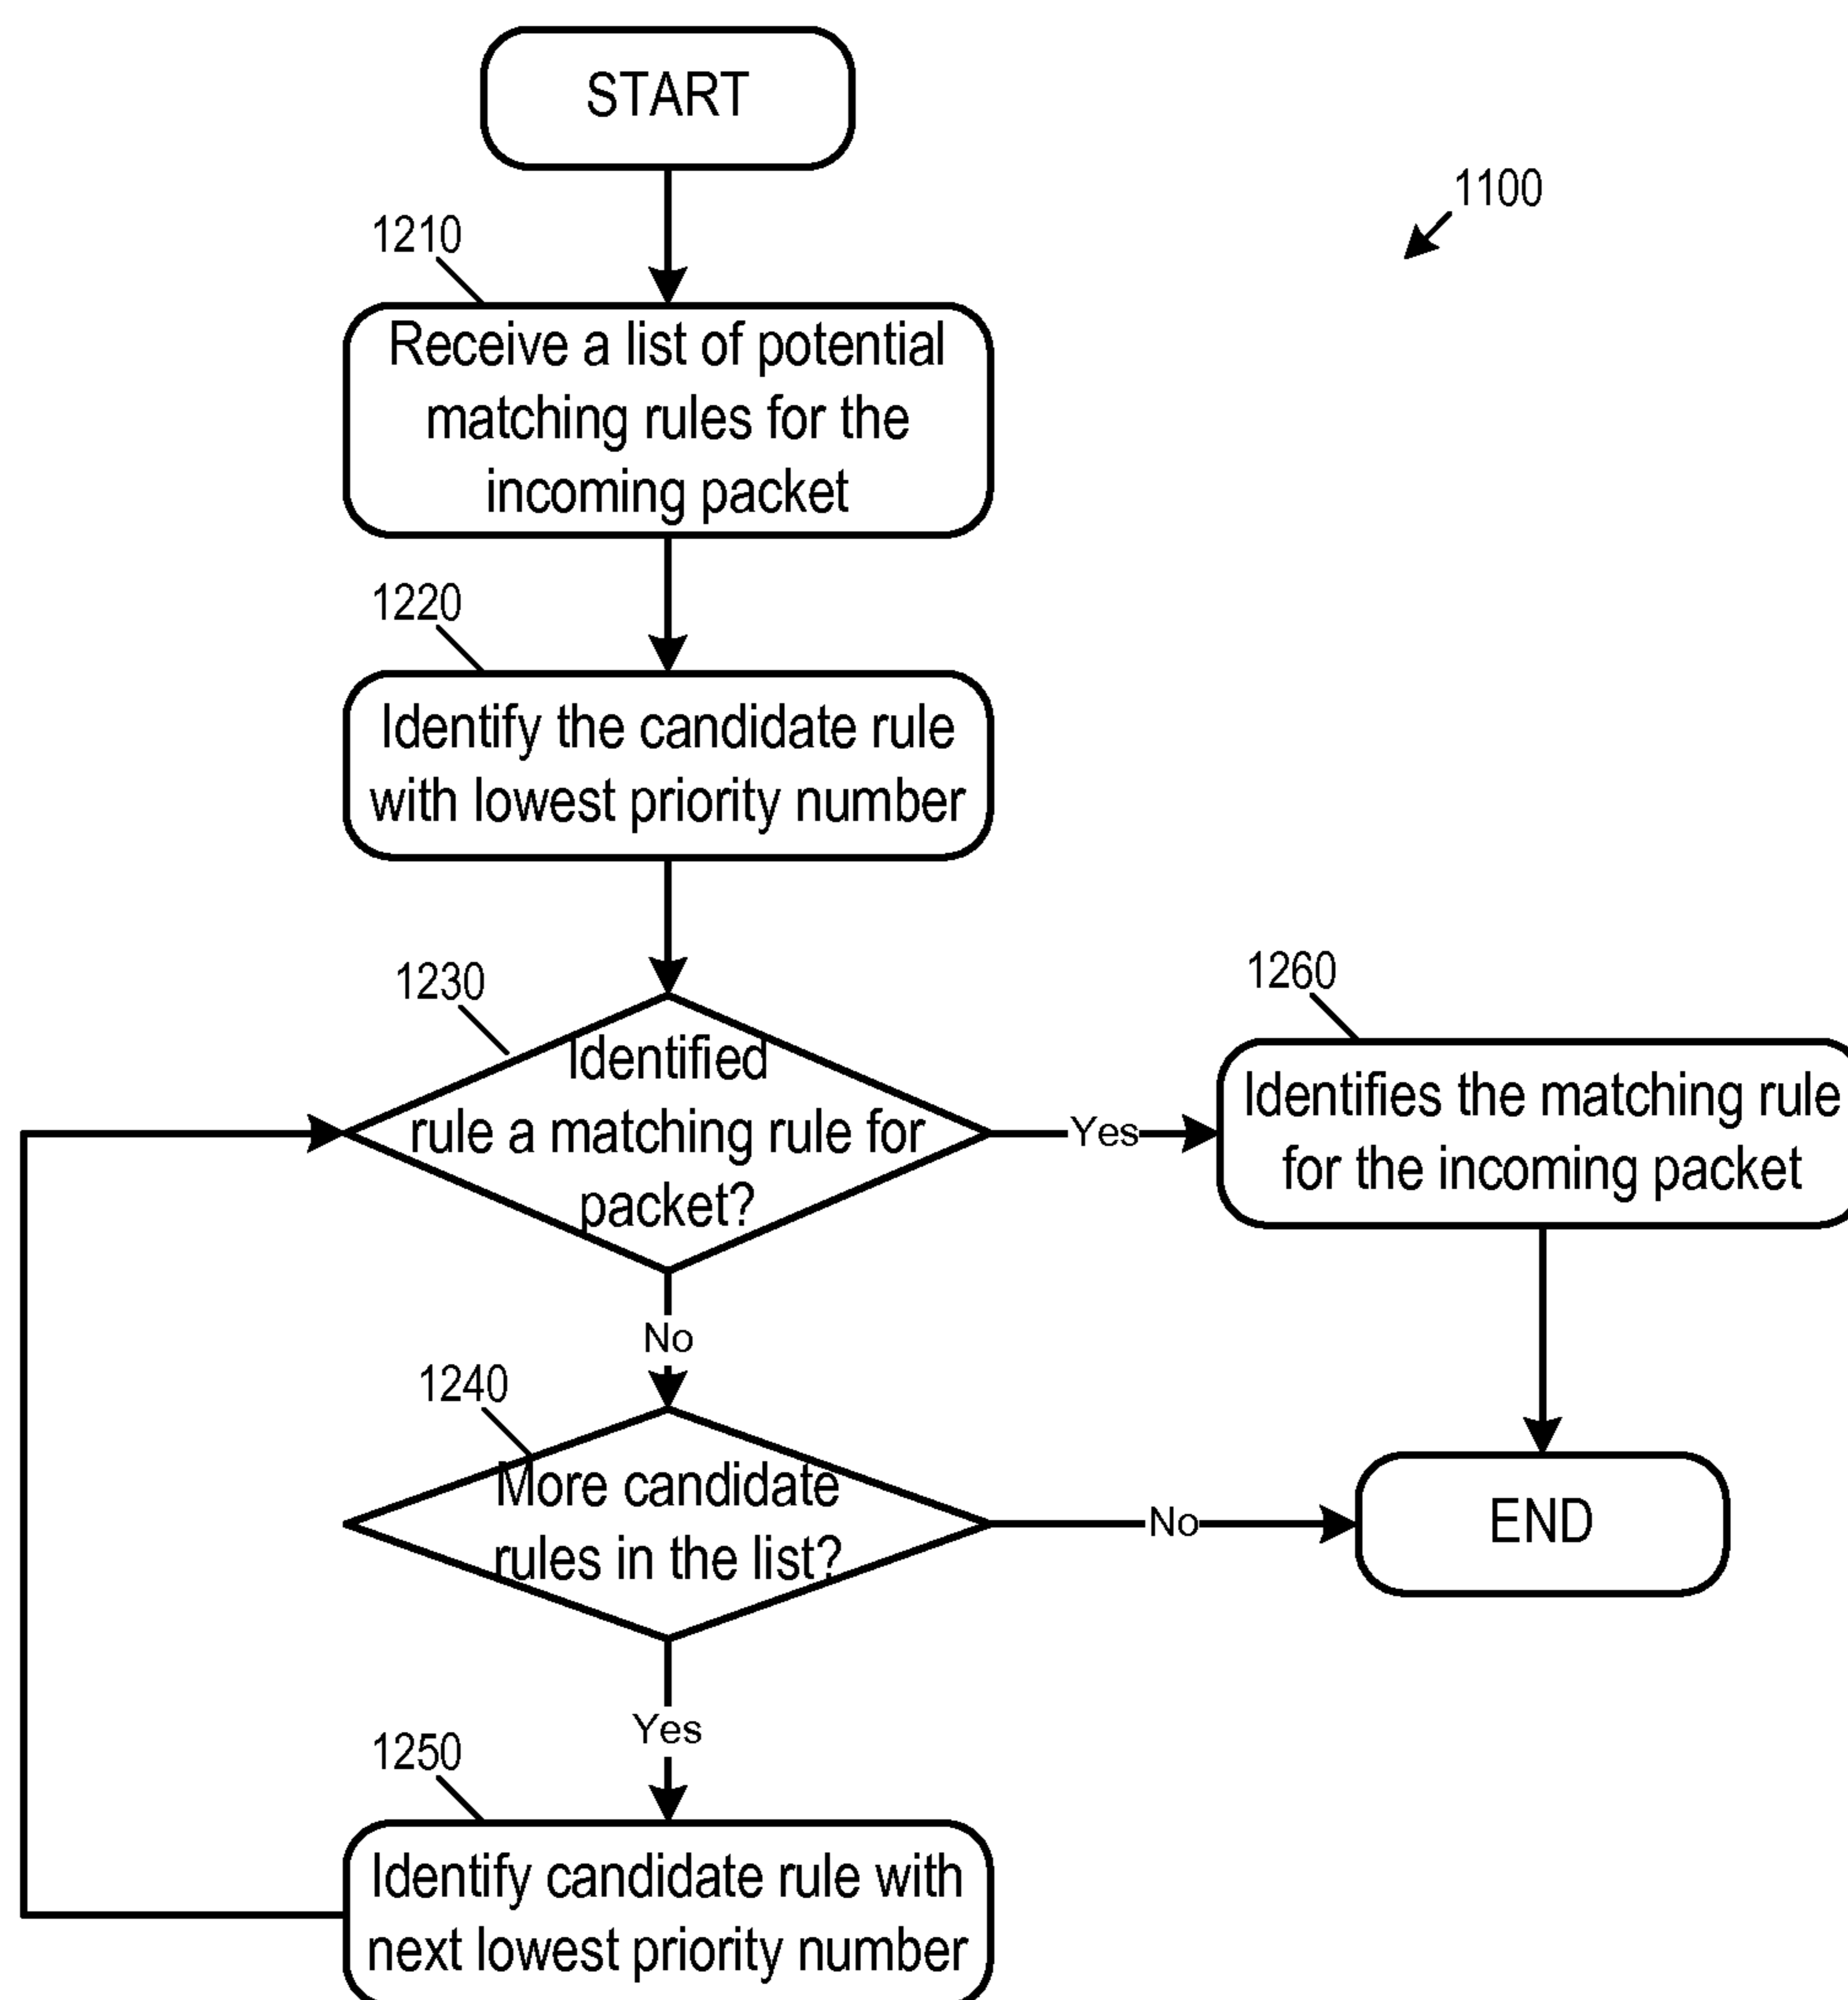 START
1100
1210
Receive a list of potential
matching rules for the
incoming packet
1220
Identify the candidate rule
with lowest priority number
1230
Identified
rule a matching rule for
packet?
Yes
1260
Identifies the matching rule
for the incoming packet
No
1240
More candidate
rules in the list?
No
END
Yes
1250
Identify candidate rule with
next lowest priority number